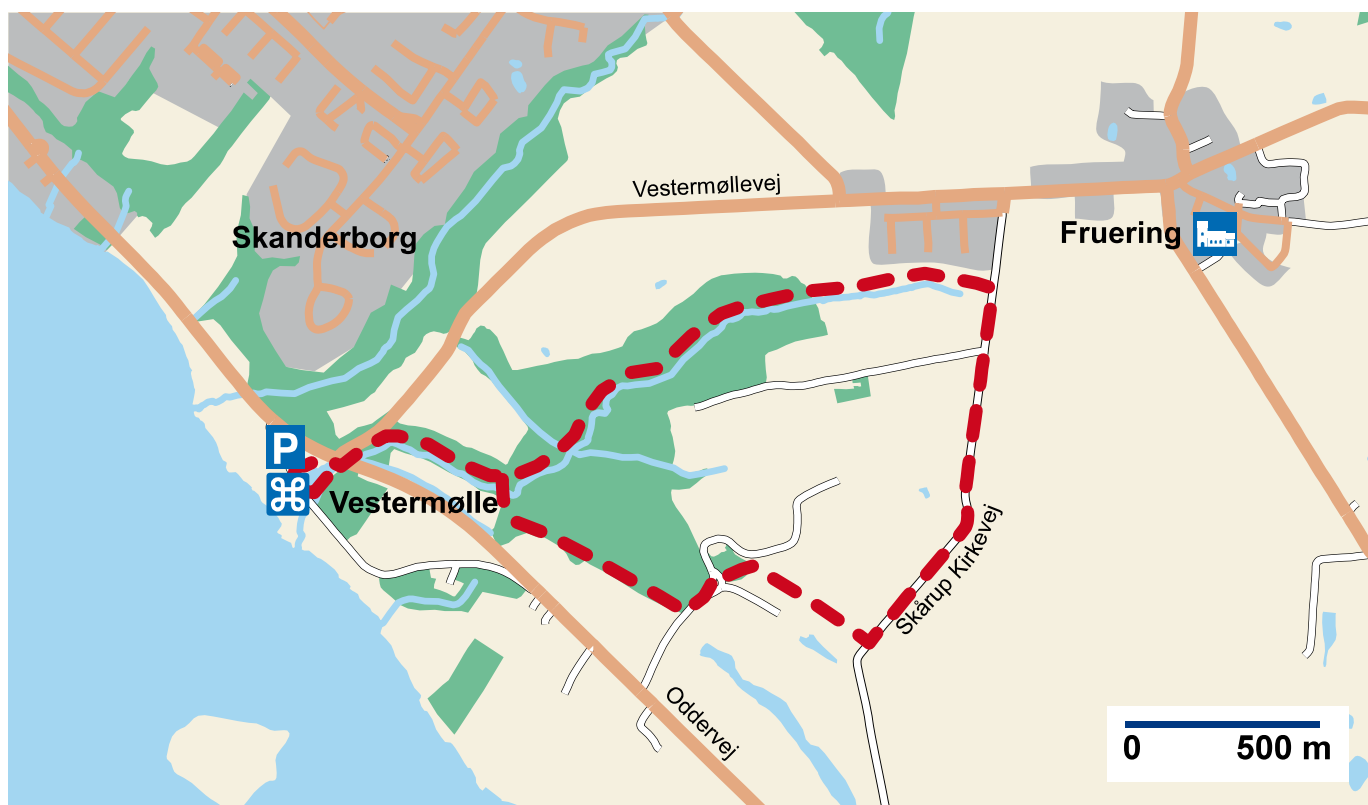 Vestermøllevej
Skanderborg
Fruering
P
Vestermølle
Skårup Kirkevej
Oddervej
0 500 m